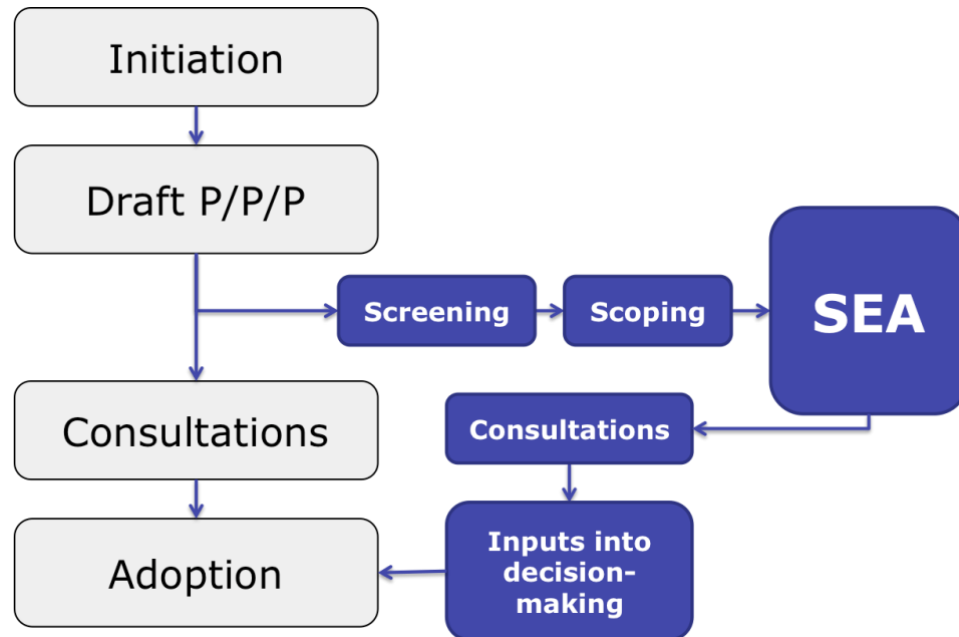 Initiation
Draft P/P/P
Screening
Scoping
SEA
Consultations
Consultations
Adoption
Inputs into
decision-
making